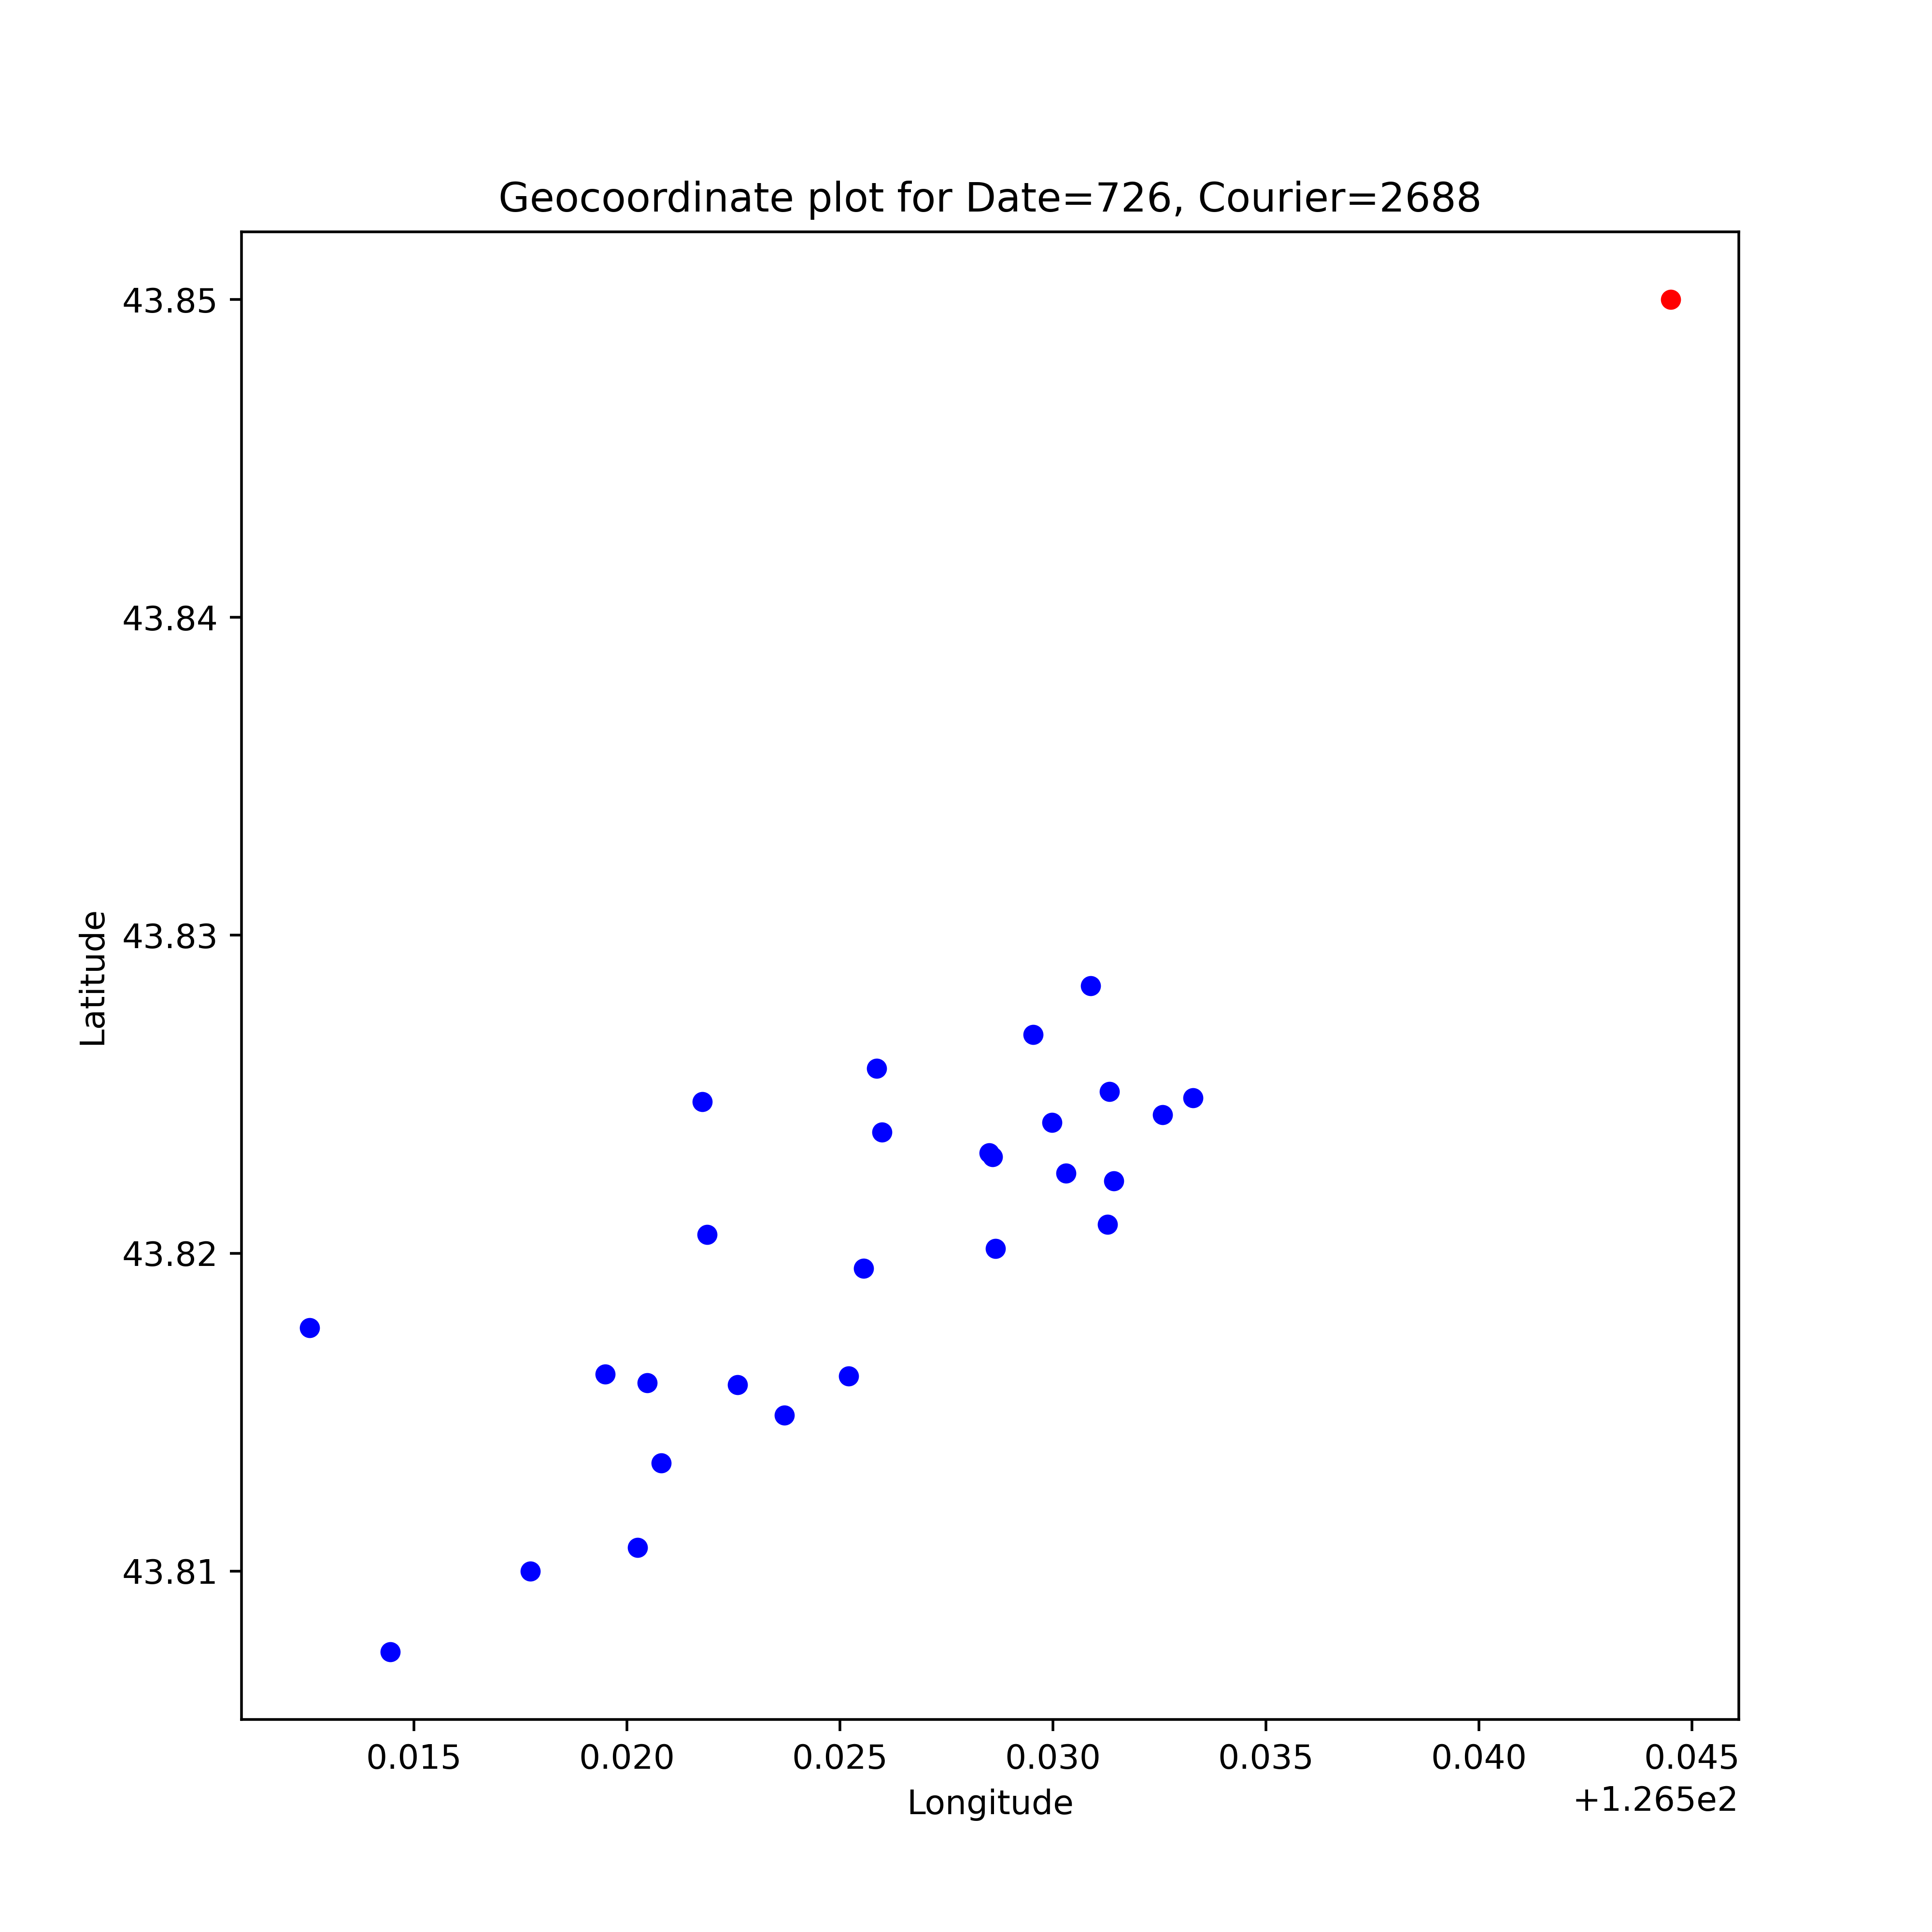 Geocoordinate plot for Date=726, Courier=2688
43.85
43.84
43.83
43.82
43.81
Latitude
0.015 0.020 0.025 0.030 0.035 0.040 0.045
+1.265e2
Longitude